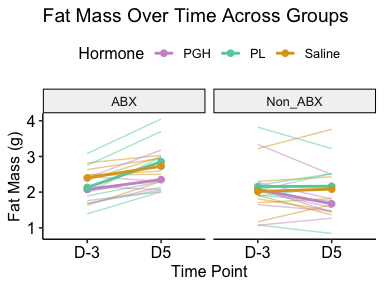 Fat Mass Over Time Across Groups
Hormone PGH PL Saline
ABX Non_ABX
Fat Mass (g)
4
3
2
1
D-3 D5 D-3 D5
Time Point